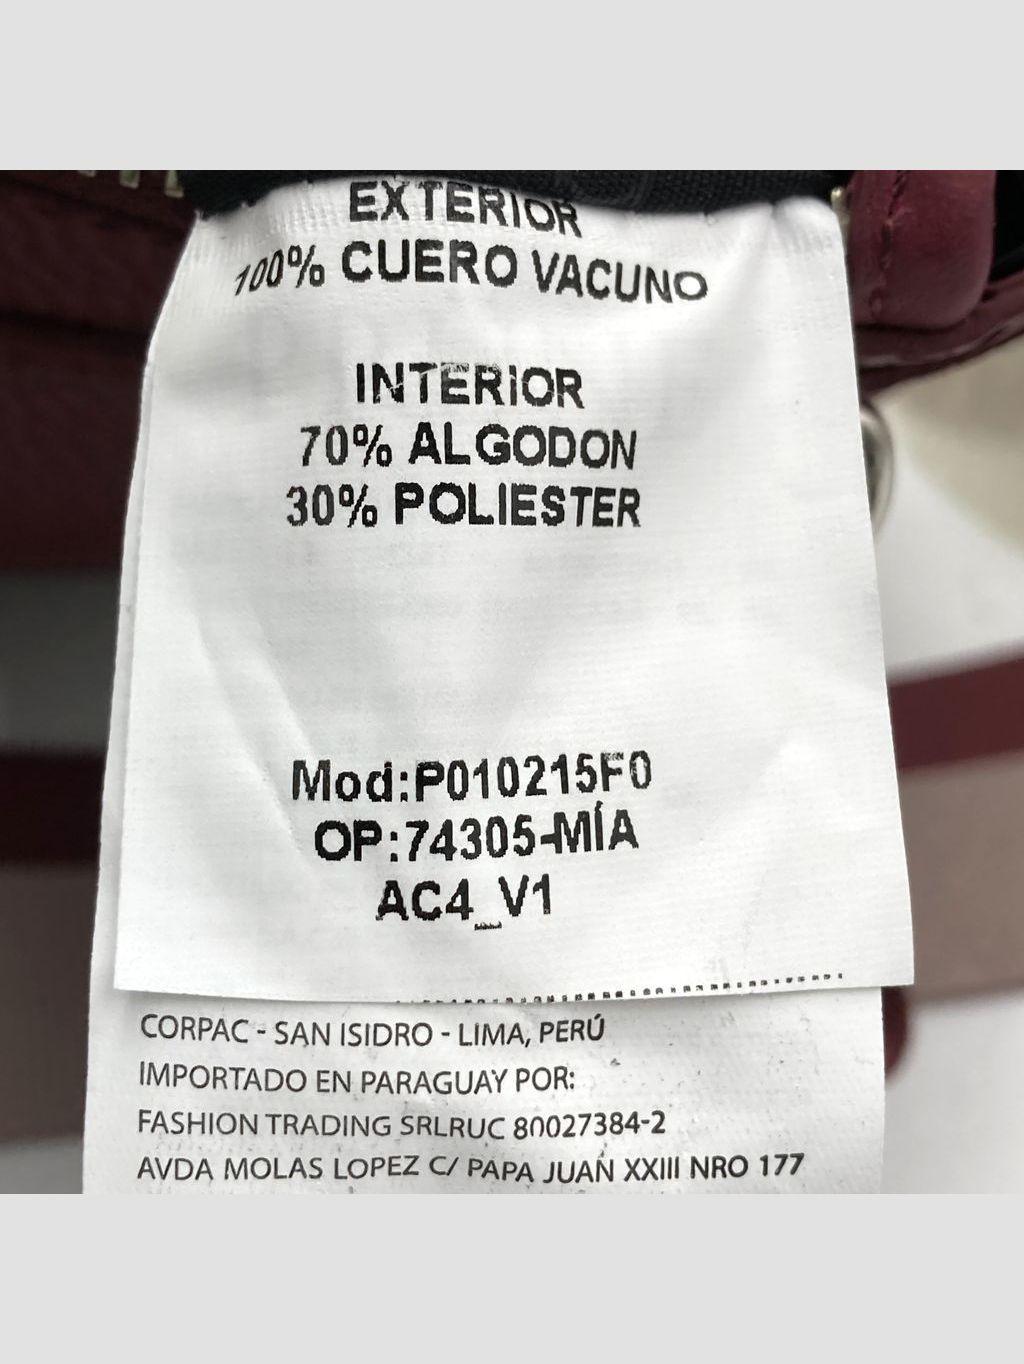 EXTERIOR
100% CUERO VACUNO
INTERIOR
70% ALGODON
30% POLIESTER
Mod:P010215F0
OP:74305-MÍA
AC4_V1
CORPAC - SAN ISIDRO - LIMA, PERÚ
IMPORTADO EN PARAGUAY POR:
FASHION TRADING SRLRUC 80027384-2
AVDA MOLAS LOPEZ C/ PAPA JUAN XXIII NRO 177